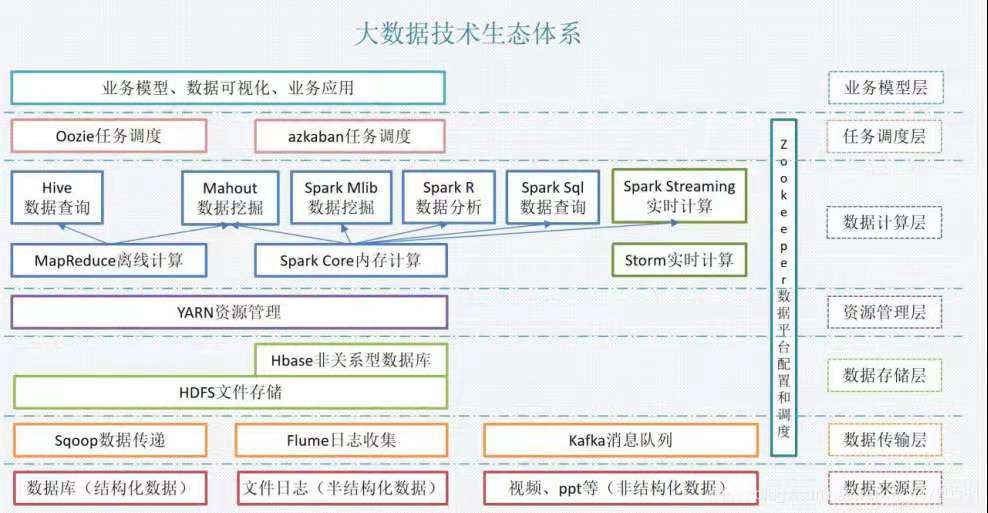 大数据技术生态体系
业务模型、数据可视化、业务应用
业务模型层
Oozie任务调度
azkaban任务调度
任务调度层
Zookeeper数据平台配置和调度
Hive
数据查询
Mahout
数据挖掘
Spark Mlib
数据挖掘
Spark R
数据分析
Spark Sql
数据查询
Spark Streaming
实时计算
数据计算层
MapReduce离线计算
Spark Core内存计算
Storm实时计算
YARN资源管理
资源管理层
Hbase非关系型数据库
HDFS文件存储
数据存储层
Sqoop数据传递
Flume日志收集
Kafka消息队列
数据传输层
数据库（结构化数据）
文件日志（半结构化数据）
视频、ppt等（非结构化数据）
数据来源层